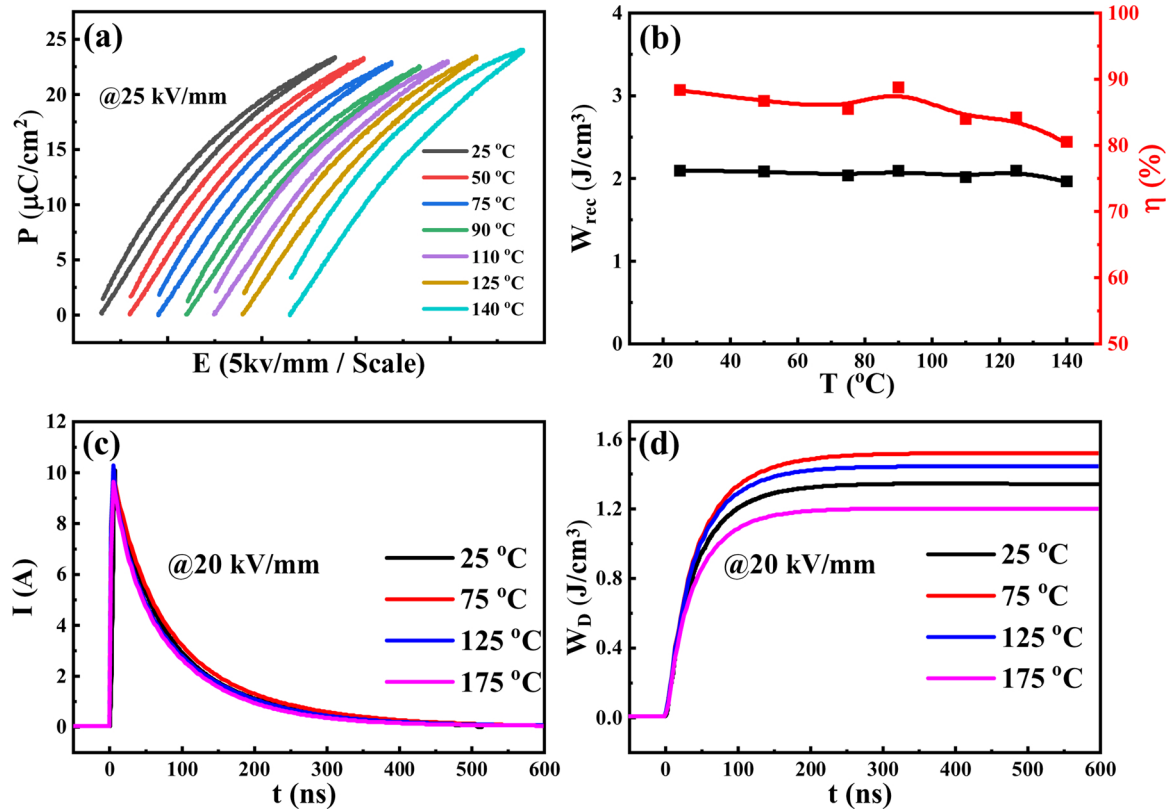 (a)
@25 kV/mm
25 °C
50 °C
75 °C
90 °C
110 °C
125 °C
140 °C
25
20
15
10
5
0
P (μC/cm²)
E (5kv/mm / Scale)
(b)
4
3
2
1
0
W_rec (J/cm³)
100
90
80
70
60
50
η (%)
20 40 60 80 100 120 140
T (°C)
(c)
@20 kV/mm
25 °C
75 °C
125 °C
175 °C
12
10
8
6
4
2
0
I (A)
0 100 200 300 400 500 600
t (ns)
(d)
@20 kV/mm
25 °C
75 °C
125 °C
175 °C
1.6
1.2
0.8
0.4
0.0
W_D (J/cm³)
0 100 200 300 400 500 600
t (ns)